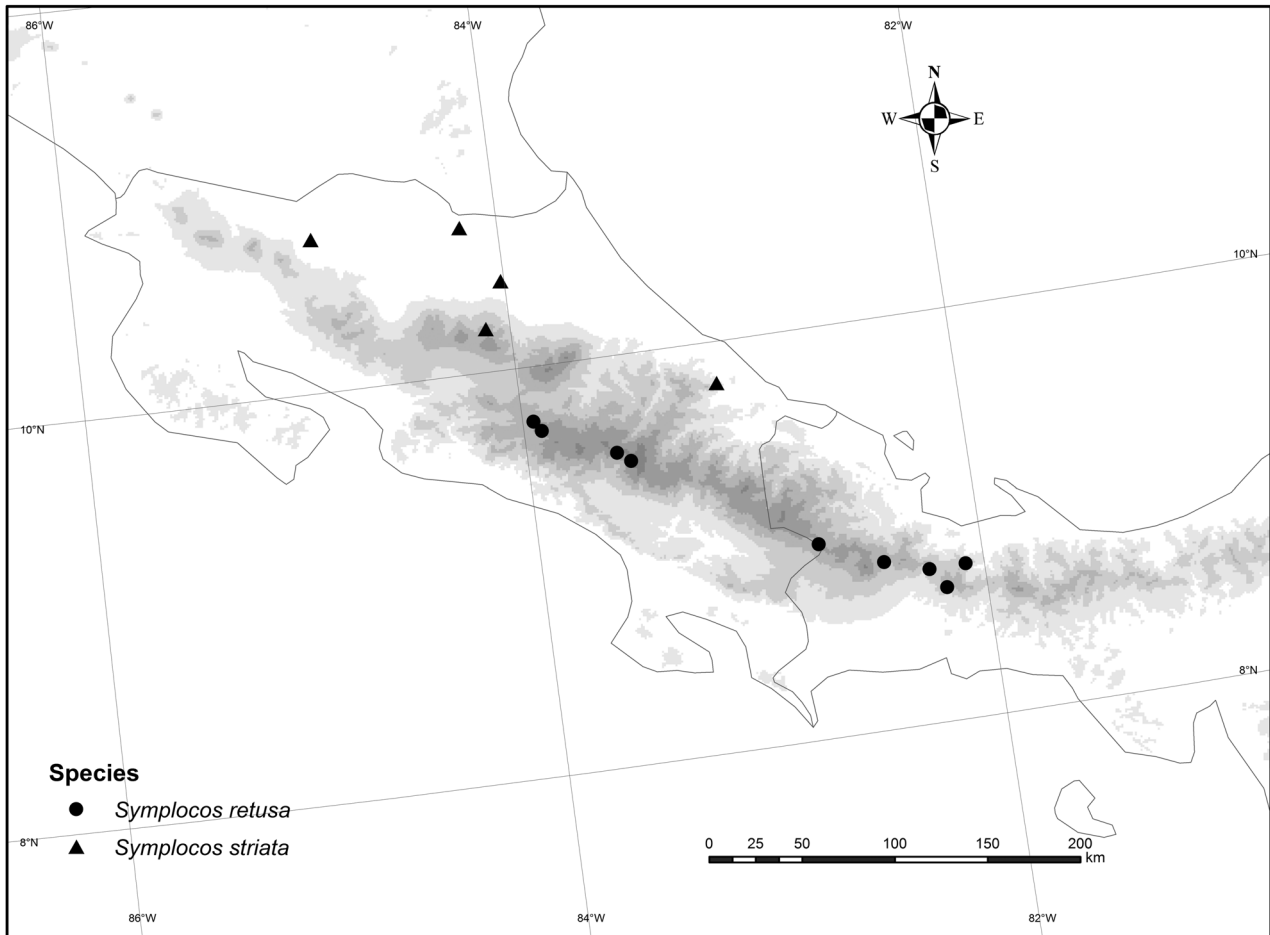 86°W 84°W 82°W
N
W E
S
10°N
10°N
8°N
Species
Symplocos retusa
Symplocos striata
8°N
0 25 50 100 150 200
km
86°W 84°W 82°W